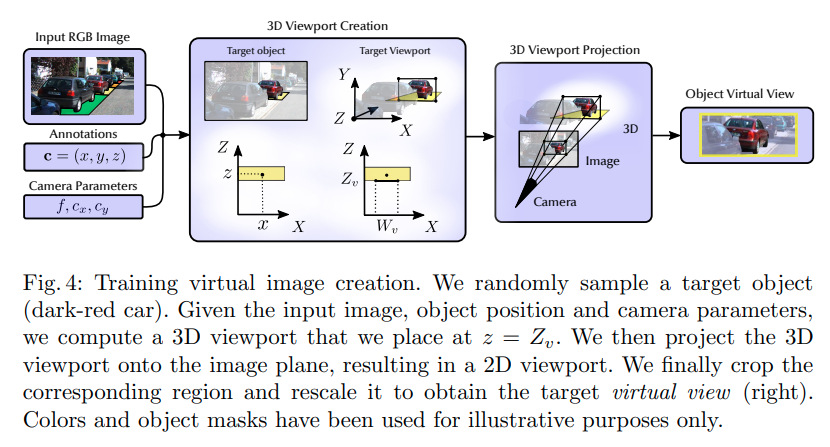 3D Viewport Creation
Input RGB Image
Target object
Target Viewport
3D Viewport Projection
Object Virtual View
Y
Z
X
3D
Annotations
c = (x, y, z)
Z
z
x
X
Z
Z_v
W_v
X
Image
Camera
Camera Parameters
f, c_x, c_y
Fig. 4: Training virtual image creation. We randomly sample a target object
(dark-red car). Given the input image, object position and camera parameters,
we compute a 3D viewport that we place at z = Z_v. We then project the 3D
viewport onto the image plane, resulting in a 2D viewport. We finally crop the
corresponding region and rescale it to obtain the target virtual view (right).
Colors and object masks have been used for illustrative purposes only.